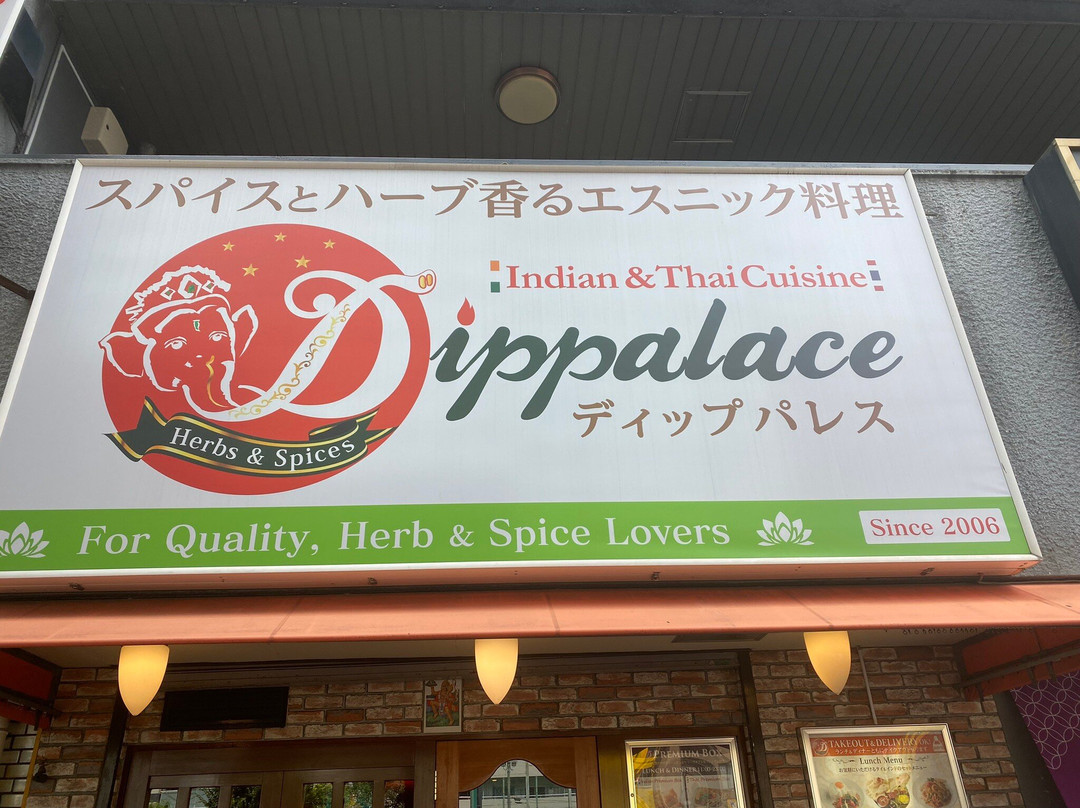 スパイスとハーブ香るエスニック料理
Indian & Thai Cuisine
Dippalace
ディップパレス
Herbs & Spices
For Quality, Herb & Spice Lovers
Since 2006
PREMIUM BOX
TAKEOUT & DELIVERY
Lunch Menu